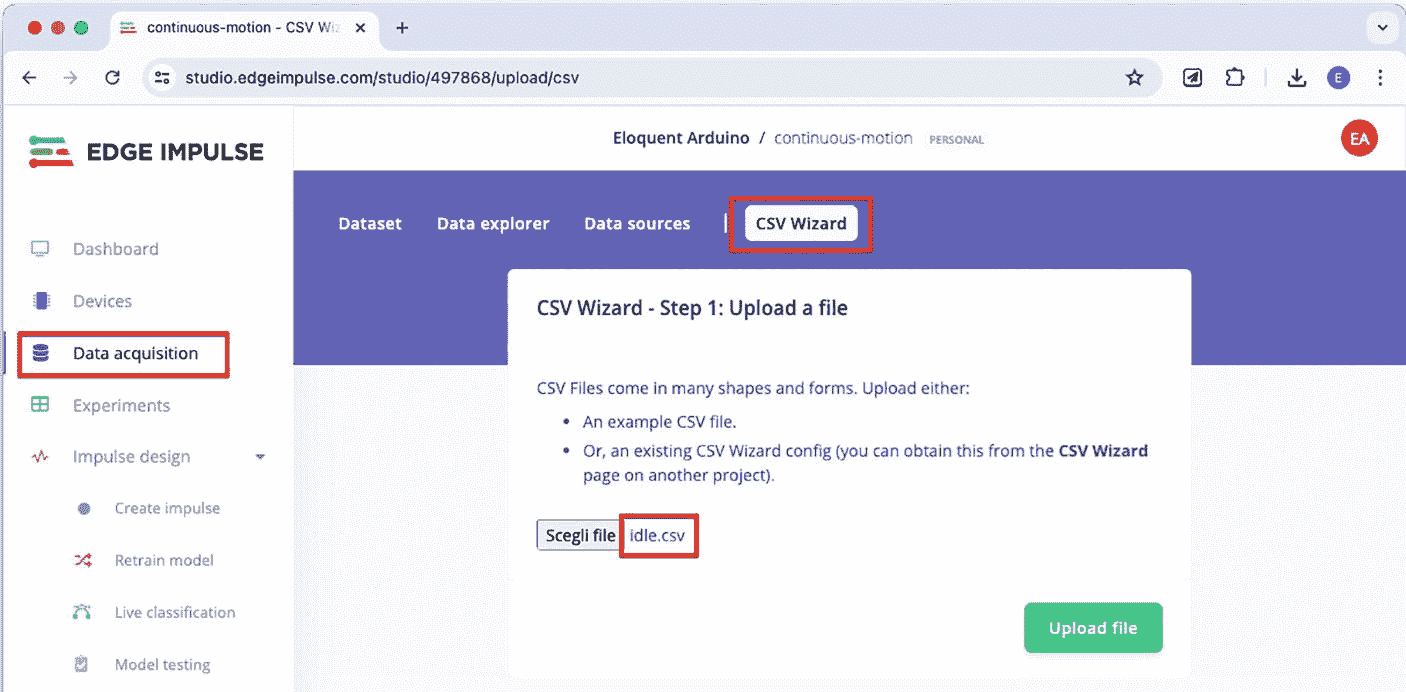 continuous-motion - CSV Wiz
studio.edgeimpulse.com/studio/497868/upload/csv
E
EDGE IMPULSE
Eloquent Arduino / continuous-motion PERSONAL
EA
Dataset Data explorer Data sources | CSV Wizard
Dashboard
Devices
Data acquisition
Experiments
Impulse design
Create impulse
Retrain model
Live classification
Model testing
CSV Wizard - Step 1: Upload a file
CSV Files come in many shapes and forms. Upload either:
• An example CSV file.
• Or, an existing CSV Wizard config (you can obtain this from the CSV Wizard
page on another project).
Scegli file idle.csv
Upload file